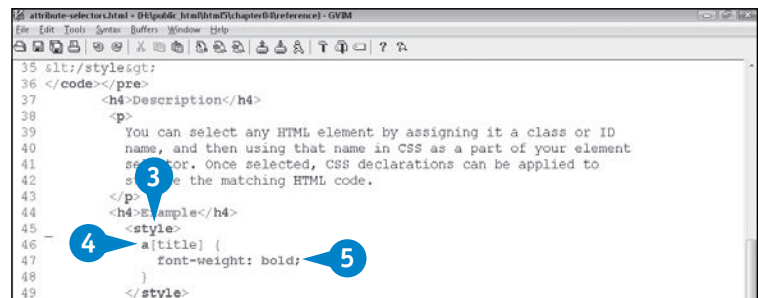 attribute-selectors.html + (H:\public_html\html5\chapter04\reference) - GVIM
File Edit Tools Syntax Buffers Window Help
35 &lt;/style&gt;
36 </code></pre>
37 <h4>Description</h4>
38 <p>
39 You can select any HTML element by assigning it a class or ID
40 name, and then using that name in CSS as a part of your element
41 Once selected, CSS declarations can be applied to
42 the matching HTML code.
43 </p>
44 <h4>Example</h4>
45 <style>
46 a[title] {
47 font-weight: bold;
48 }
49 </style>
3
4
5